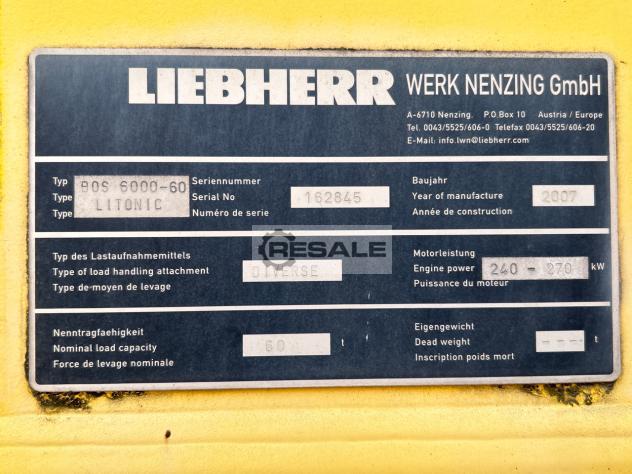 LIEBHERR WERK NENZING GmbH
A-6710 Nenzing. P.O.Box 10 Austria / Europe
Tel. 0043/5525/606-0 Telefax 0043/5525/606-20
E-Mail: info.lwn@liebherr.com
Typ BOS 6000-60 Seriennummer Baujahr
Type LITONIC Serial No 162845 Year of manufacture 2007
Type Numéro de serie Année de construction
Typ des Lastaufnahmemittels Motorleistung
Type of load handling attachment DIVERSE Engine power 240 - 270 kW
Type de-moyen de levage Puissance du moteur
RESALE
Nenntragfaehigkeit Eigengewicht
Nominal load capacity 60 t Dead weight --- t
Force de levage nominale Inscription poids mort